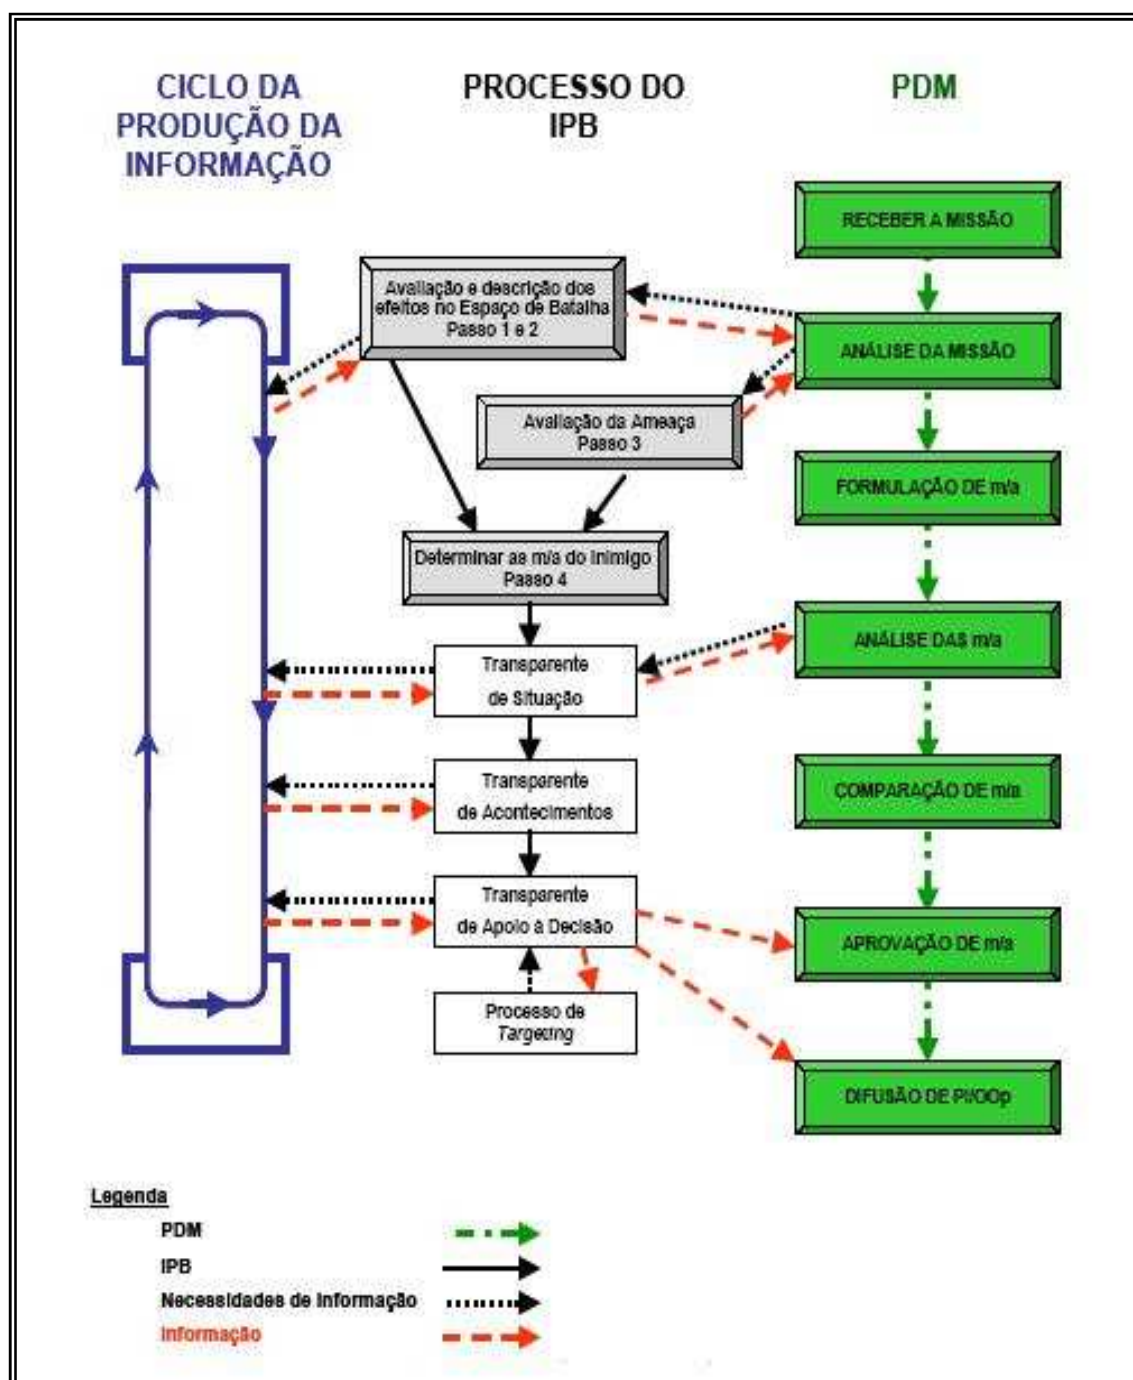 CICLO DA
PRODUÇÃO DA
INFORMAÇÃO
PROCESSO DO
IPB
PDM
RECEBER A MISSÃO
Avaliação e descrição dos
efeitos no Espaço de Batalha
Passo 1 e 2
ANÁLISE DA MISSÃO
Avaliação da Ameaça
Passo 3
FORMULAÇÃO DE m/a
Determinar as m/a do Inimigo
Passo 4
ANÁLISE DAS m/a
Transparente
de Situação
Transparente
de Acontecimentos
COMPARAÇÃO DE m/a
Transparente
de Apoio à Decisão
APROVAÇÃO DE m/a
Processo de
Targeting
DIFUSÃO DE Pl/OOp
Legenda
PDM
IPB
Necessidades de Informação
Informação